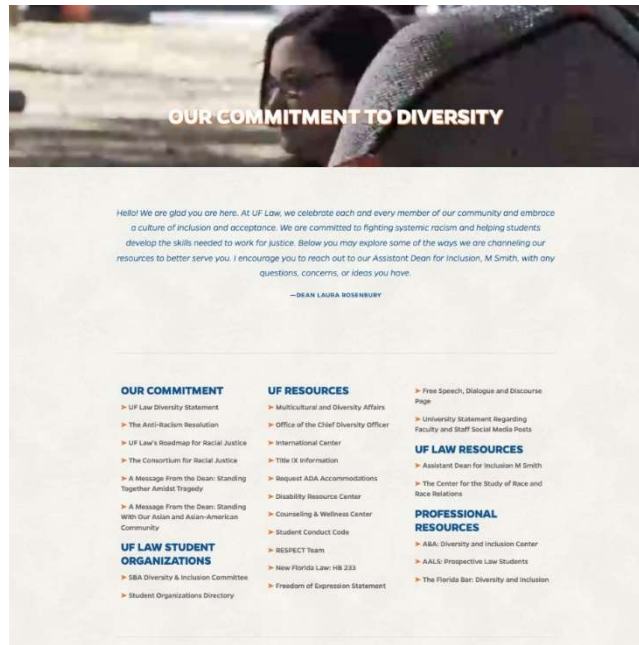 OUR COMMITMENT TO DIVERSITY
Hello! We are glad you are here. At UF Law, we celebrate each and every member of our community and embrace
a culture of inclusion and acceptance. We are committed to fighting systemic racism and helping students
develop the skills needed to work for justice. Below you may explore some of the ways we are channeling our
resources to better serve you. I encourage you to reach out to our Assistant Dean for Inclusion, M Smith, with any
questions, concerns, or ideas you have.
—DEAN LAURA ROSENBURY
OUR COMMITMENT
➤ UF Law Diversity Statement
➤ The Anti-Racism Resolution
➤ UF Law's Roadmap for Racial Justice
➤ The Consortium for Racial Justice
➤ A Message From the Dean: Standing
Together Amidst Tragedy
➤ A Message From the Dean: Standing
With Our Asian and Asian-American
Community
UF LAW STUDENT
ORGANIZATIONS
➤ SBA Diversity & Inclusion Committee
➤ Student Organizations Directory
UF RESOURCES
➤ Multicultural and Diversity Affairs
➤ Office of the Chief Diversity Officer
➤ International Center
➤ Title IX Information
➤ Request ADA Accommodations
➤ Disability Resource Center
➤ Counseling & Wellness Center
➤ Student Conduct Code
➤ RESPECT Team
➤ New Florida Law: HB 233
➤ Freedom of Expression Statement
➤ Free Speech, Dialogue and Discourse
Page
➤ University Statement Regarding
Faculty and Staff Social Media Posts
UF LAW RESOURCES
➤ Assistant Dean for Inclusion M Smith
➤ The Center for the Study of Race and
Race Relations
PROFESSIONAL
RESOURCES
➤ ABA: Diversity and Inclusion Center
➤ AALS: Prospective Law Students
➤ The Florida Bar: Diversity and Inclusion